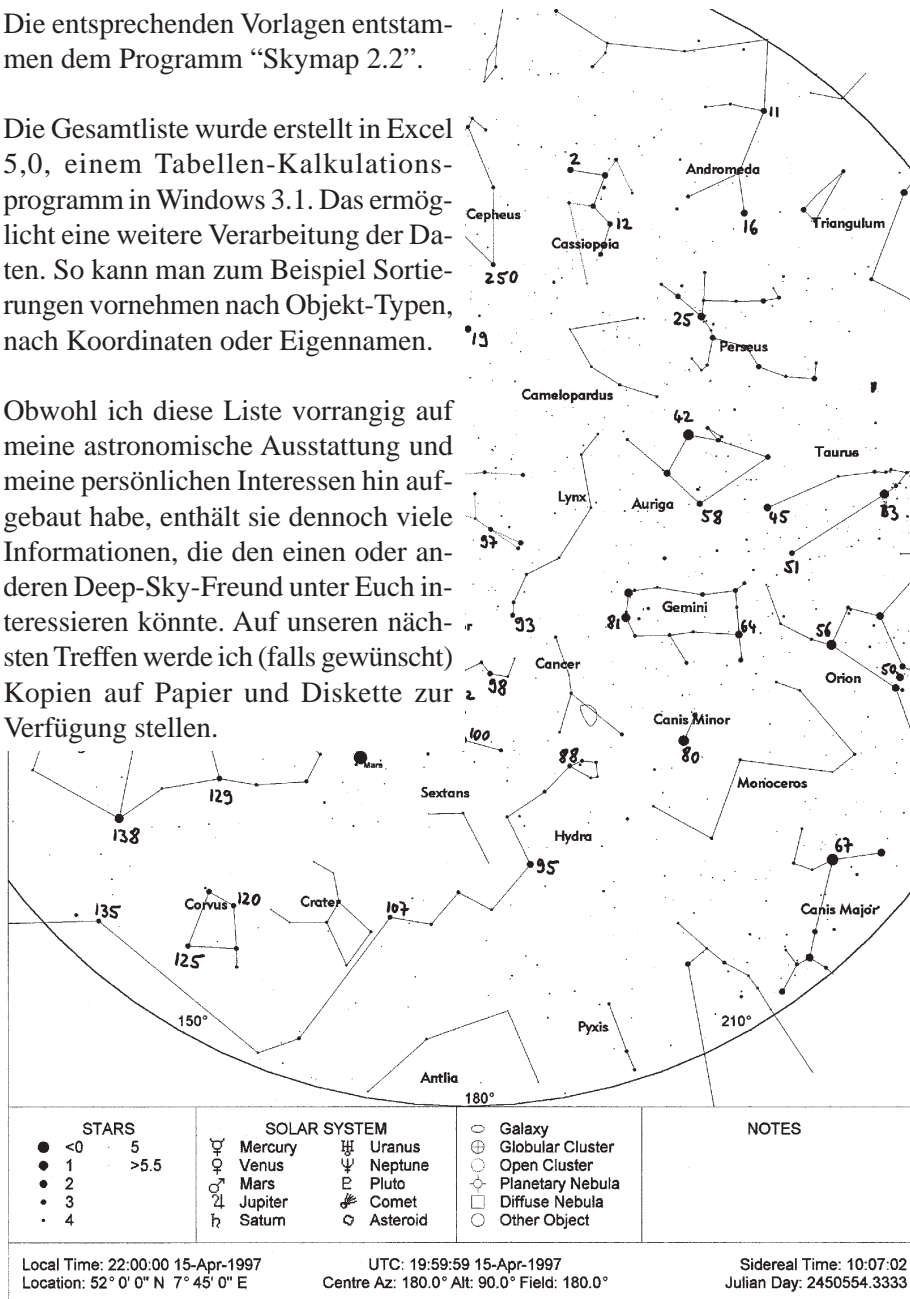 Die entsprechenden Vorlagen entstam-
men dem Programm “Skymap 2.2”.
Die Gesamtliste wurde erstellt in Excel
5,0, einem Tabellen-Kalkulations-
programm in Windows 3.1. Das ermög-
licht eine weitere Verarbeitung der Da-
ten. So kann man zum Beispiel Sortie-
rungen vornehmen nach Objekt-Typen,
nach Koordinaten oder Eigennamen.
Obwohl ich diese Liste vorrangig auf
meine astronomische Ausstattung und
meine persönlichen Interessen hin auf-
gebaut habe, enthält sie dennoch viele
Informationen, die den einen oder an-
deren Deep-Sky-Freund unter Euch in-
teressieren könnte. Auf unseren näch-
sten Treffen werde ich (falls gewünscht)
Kopien auf Papier und Diskette zur
Verfügung stellen.
11
2
Andromeda
Cepheus
12
16
Triangulum
Cassiopeia
250
25
19
Perseus
Camelopardus
42
Taurus
Lynx
Auriga
58
45
97
51
Gemini
81
93
64
56
Cancer
98
50
Orion
Canis Minor
100
88
80
Mars
129
Sextans
Monoceros
138
Hydra
67
95
135
Corvus
120
Crater
107
Canis Major
125
150°
Pyxis
210°
Antlia
180°
STARS
<0 5
1 >5.5
2
3
4
SOLAR SYSTEM
Mercury Uranus
Venus Neptune
Mars Pluto
Jupiter Comet
Saturn Asteroid
Galaxy
Globular Cluster
Open Cluster
Planetary Nebula
Diffuse Nebula
Other Object
NOTES
Local Time: 22:00:00 15-Apr-1997 UTC: 19:59:59 15-Apr-1997 Sidereal Time: 10:07:02
Location: 52° 0' 0" N 7° 45' 0" E Centre Az: 180.0° Alt: 90.0° Field: 180.0° Julian Day: 2450554.3333